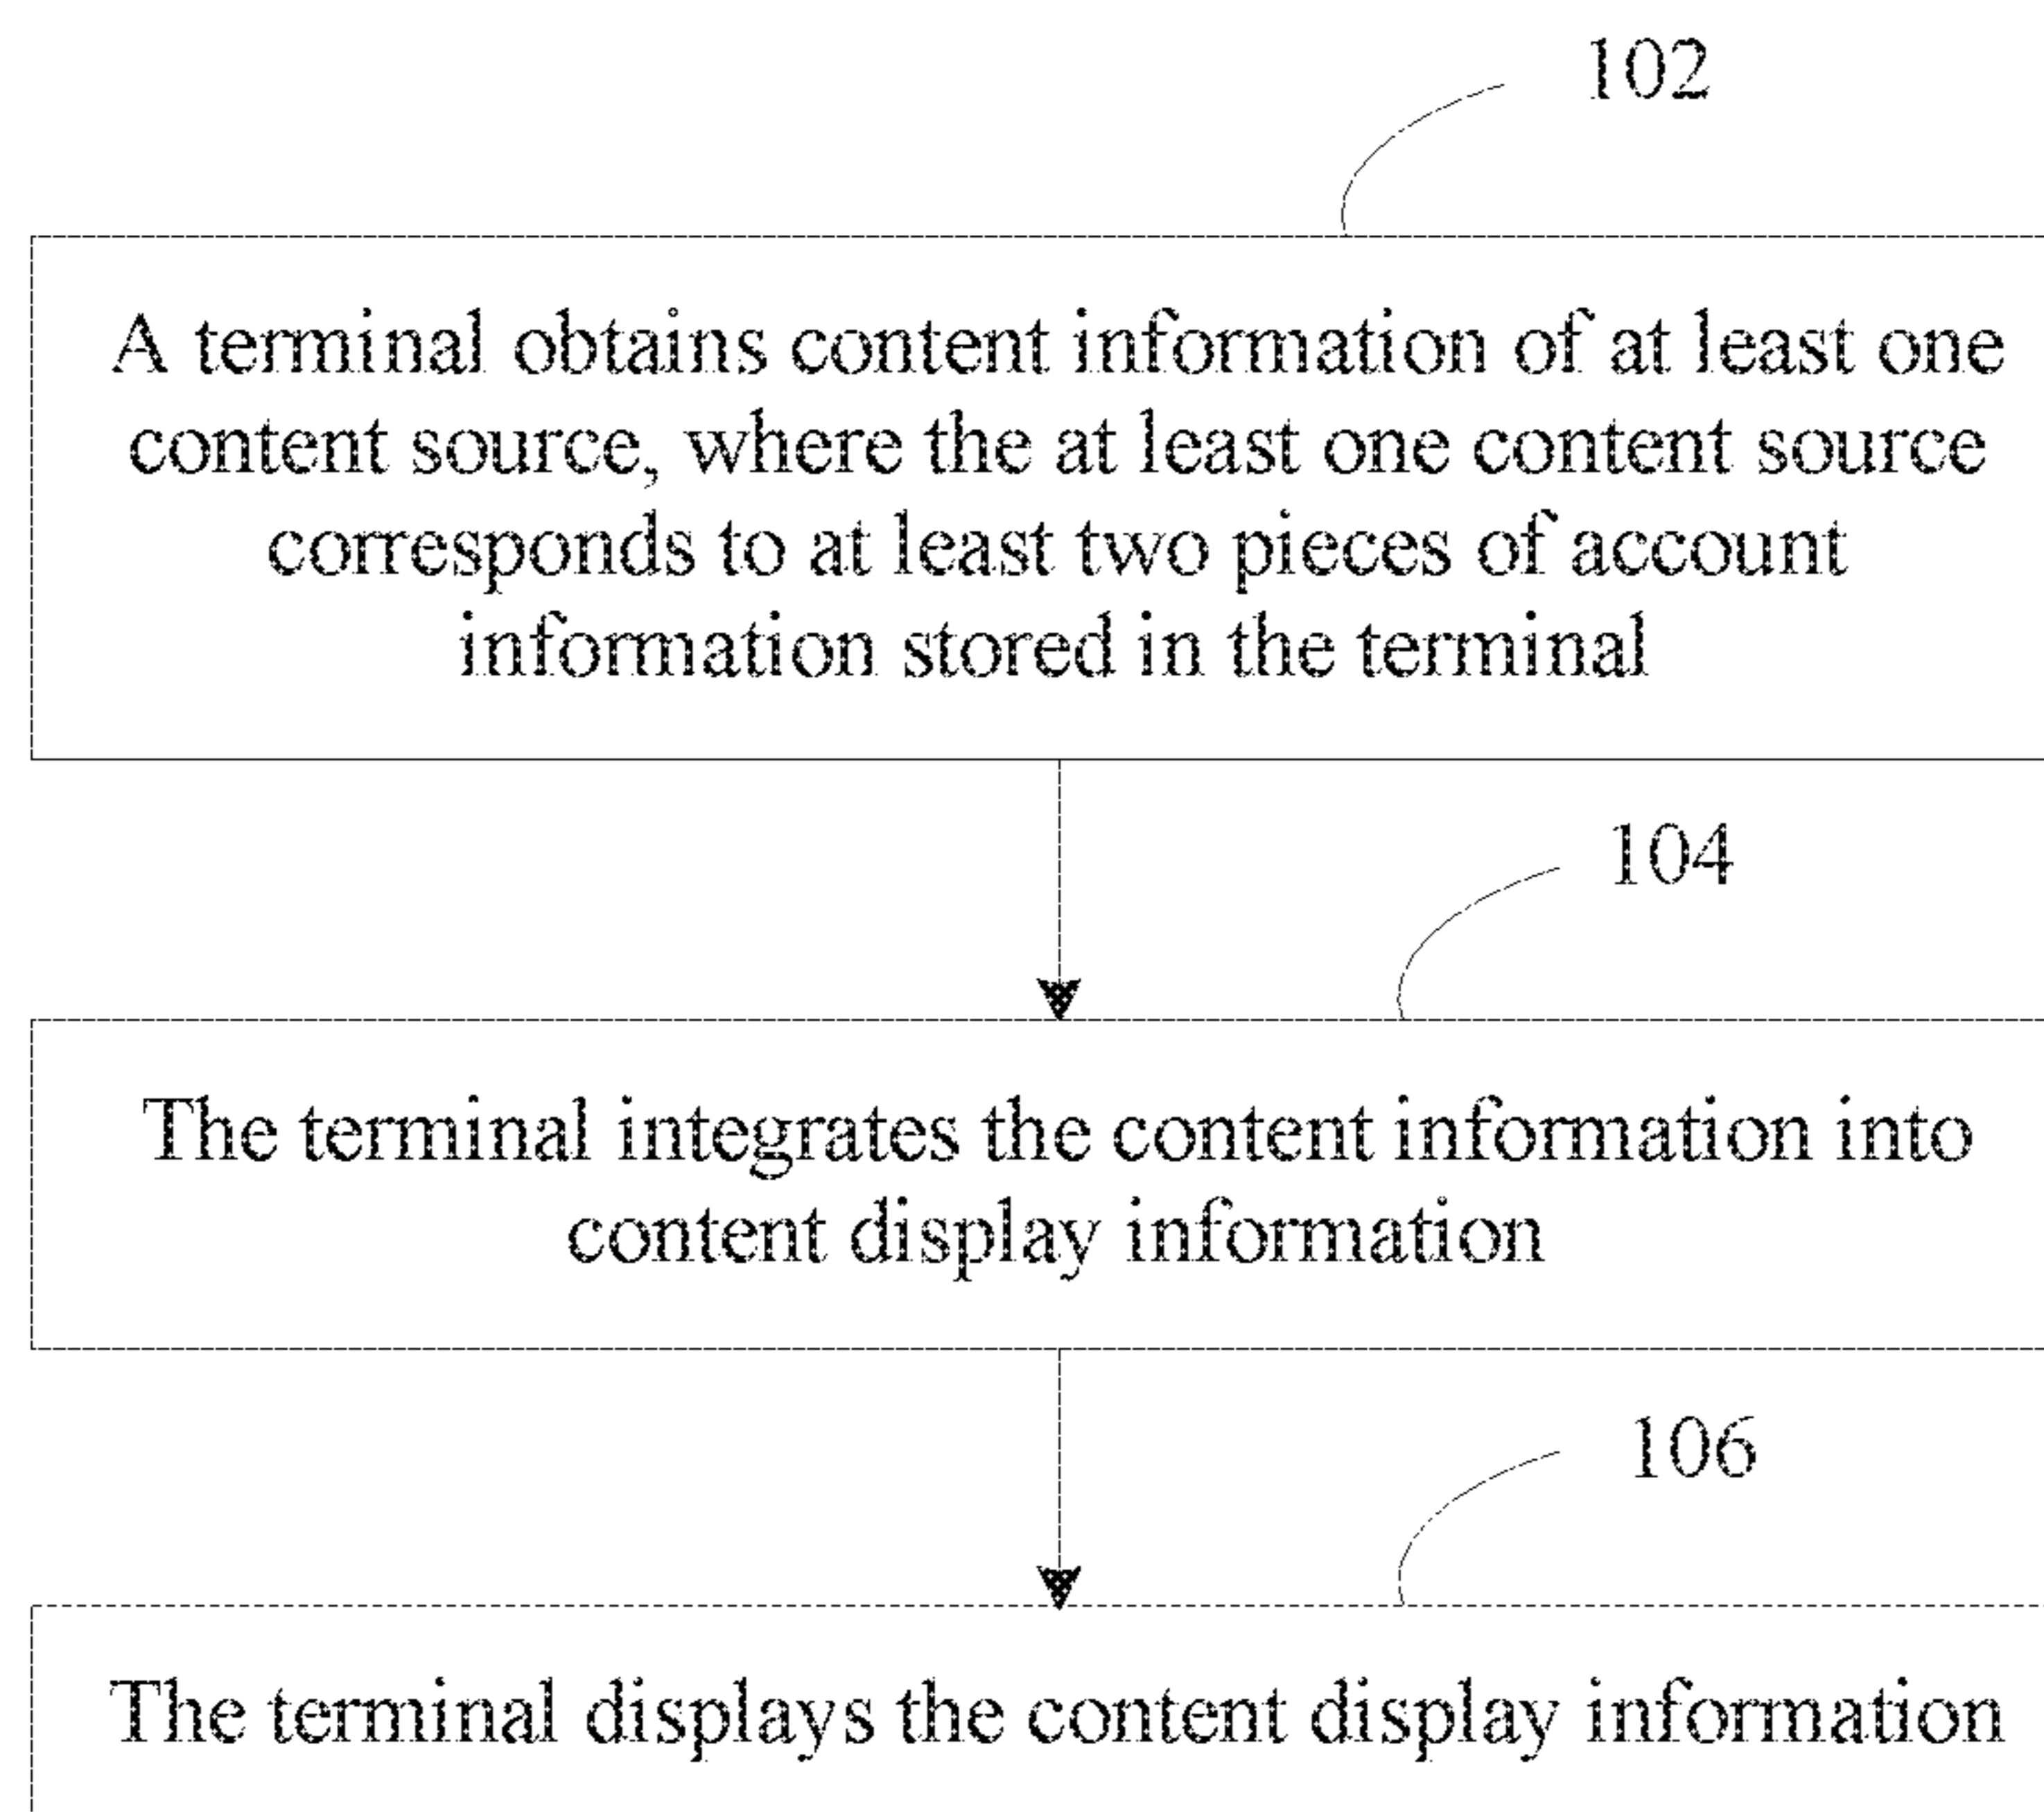 102
A terminal obtains content information of at least one
content source, where the at least one content source
corresponds to at least two pieces of account
information stored in the terminal
104
The terminal integrates the content information into
content display information
106
The terminal displays the content display information